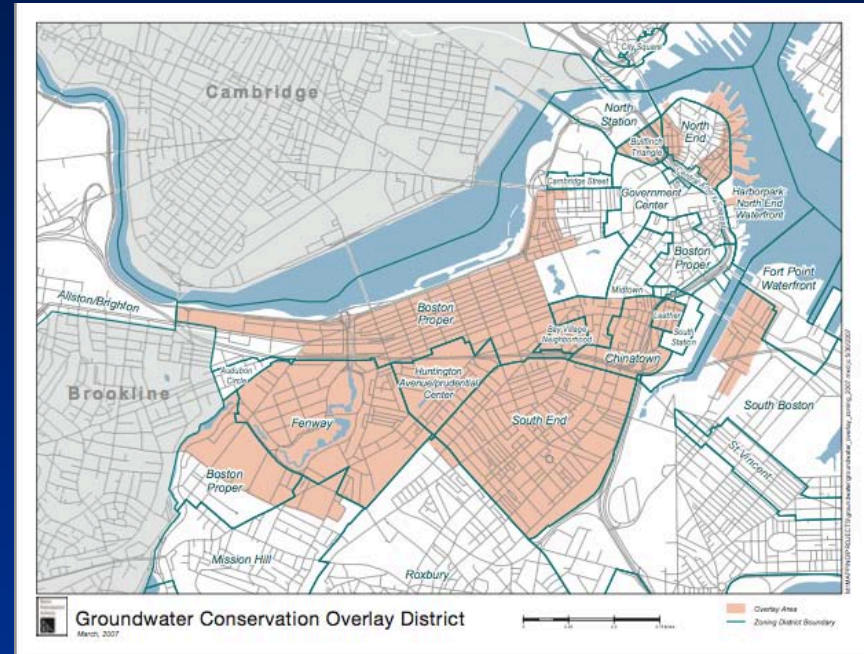 City Square
Cambridge
North
Station
North
End
Bulfinch
Triangle
Cambridge Street
Government
Center
Harborpark
North End
Waterfront
Boston
Proper
Fort Point
Waterfront
Allston/Brighton
Midtown
Boston
Proper
Leather
South
Station
Bay Village
Neighborhood
Chinatown
Audubon
Circle
Huntington
Avenue/prudential
Center
Brookline
South Boston
Fenway
South End
St Vincent
Boston
Proper
Mission Hill
Roxbury
Groundwater Conservation Overlay District
March, 2007
Overlay Area
Zoning District Boundary